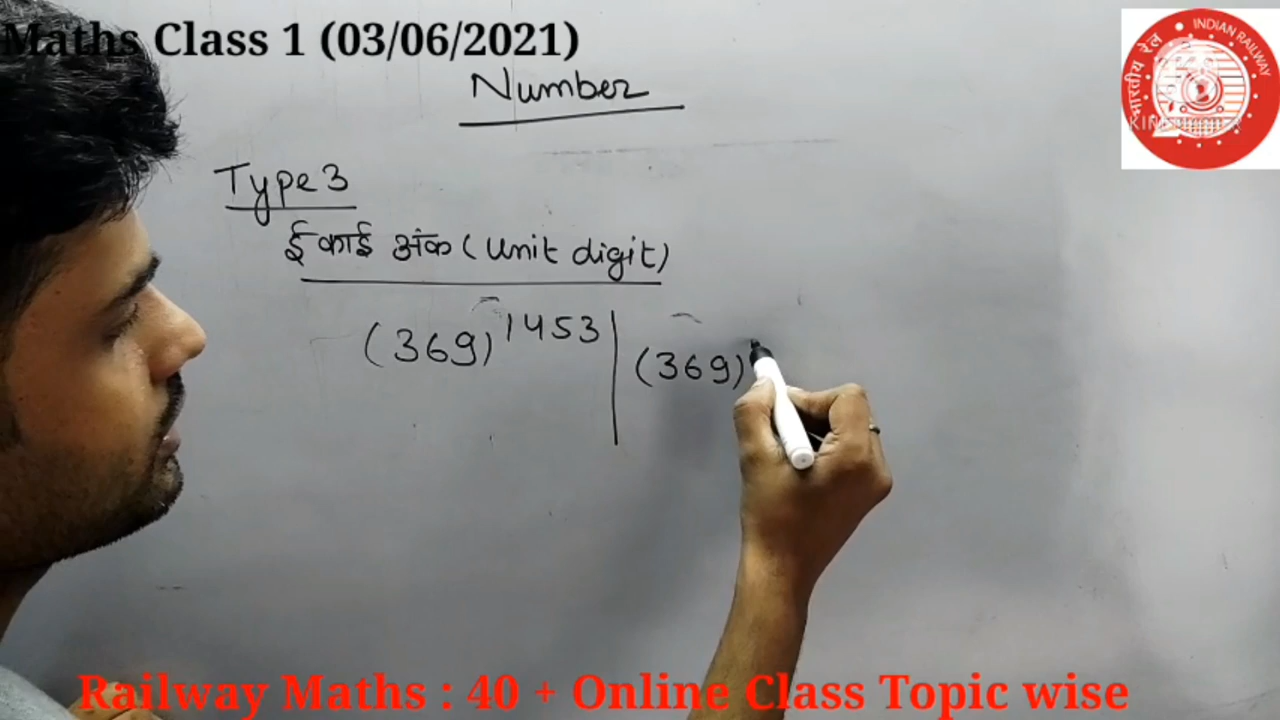 Maths Class 1 (03/06/2021)
INDIAN RAILWAY
भारतीय रेल
Number
Type 3
ईकाई अंक (Unit digit)
(369)¹⁴⁵³ | (369)
Railway Maths : 40 + Online Class Topic wise